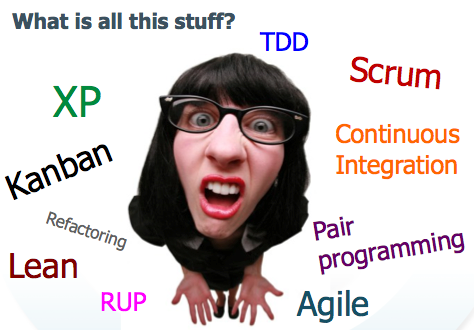 What is all this stuff?
TDD
Scrum
XP
Continuous
Integration
Kanban
Refactoring
Pair
programming
Lean
RUP
Agile